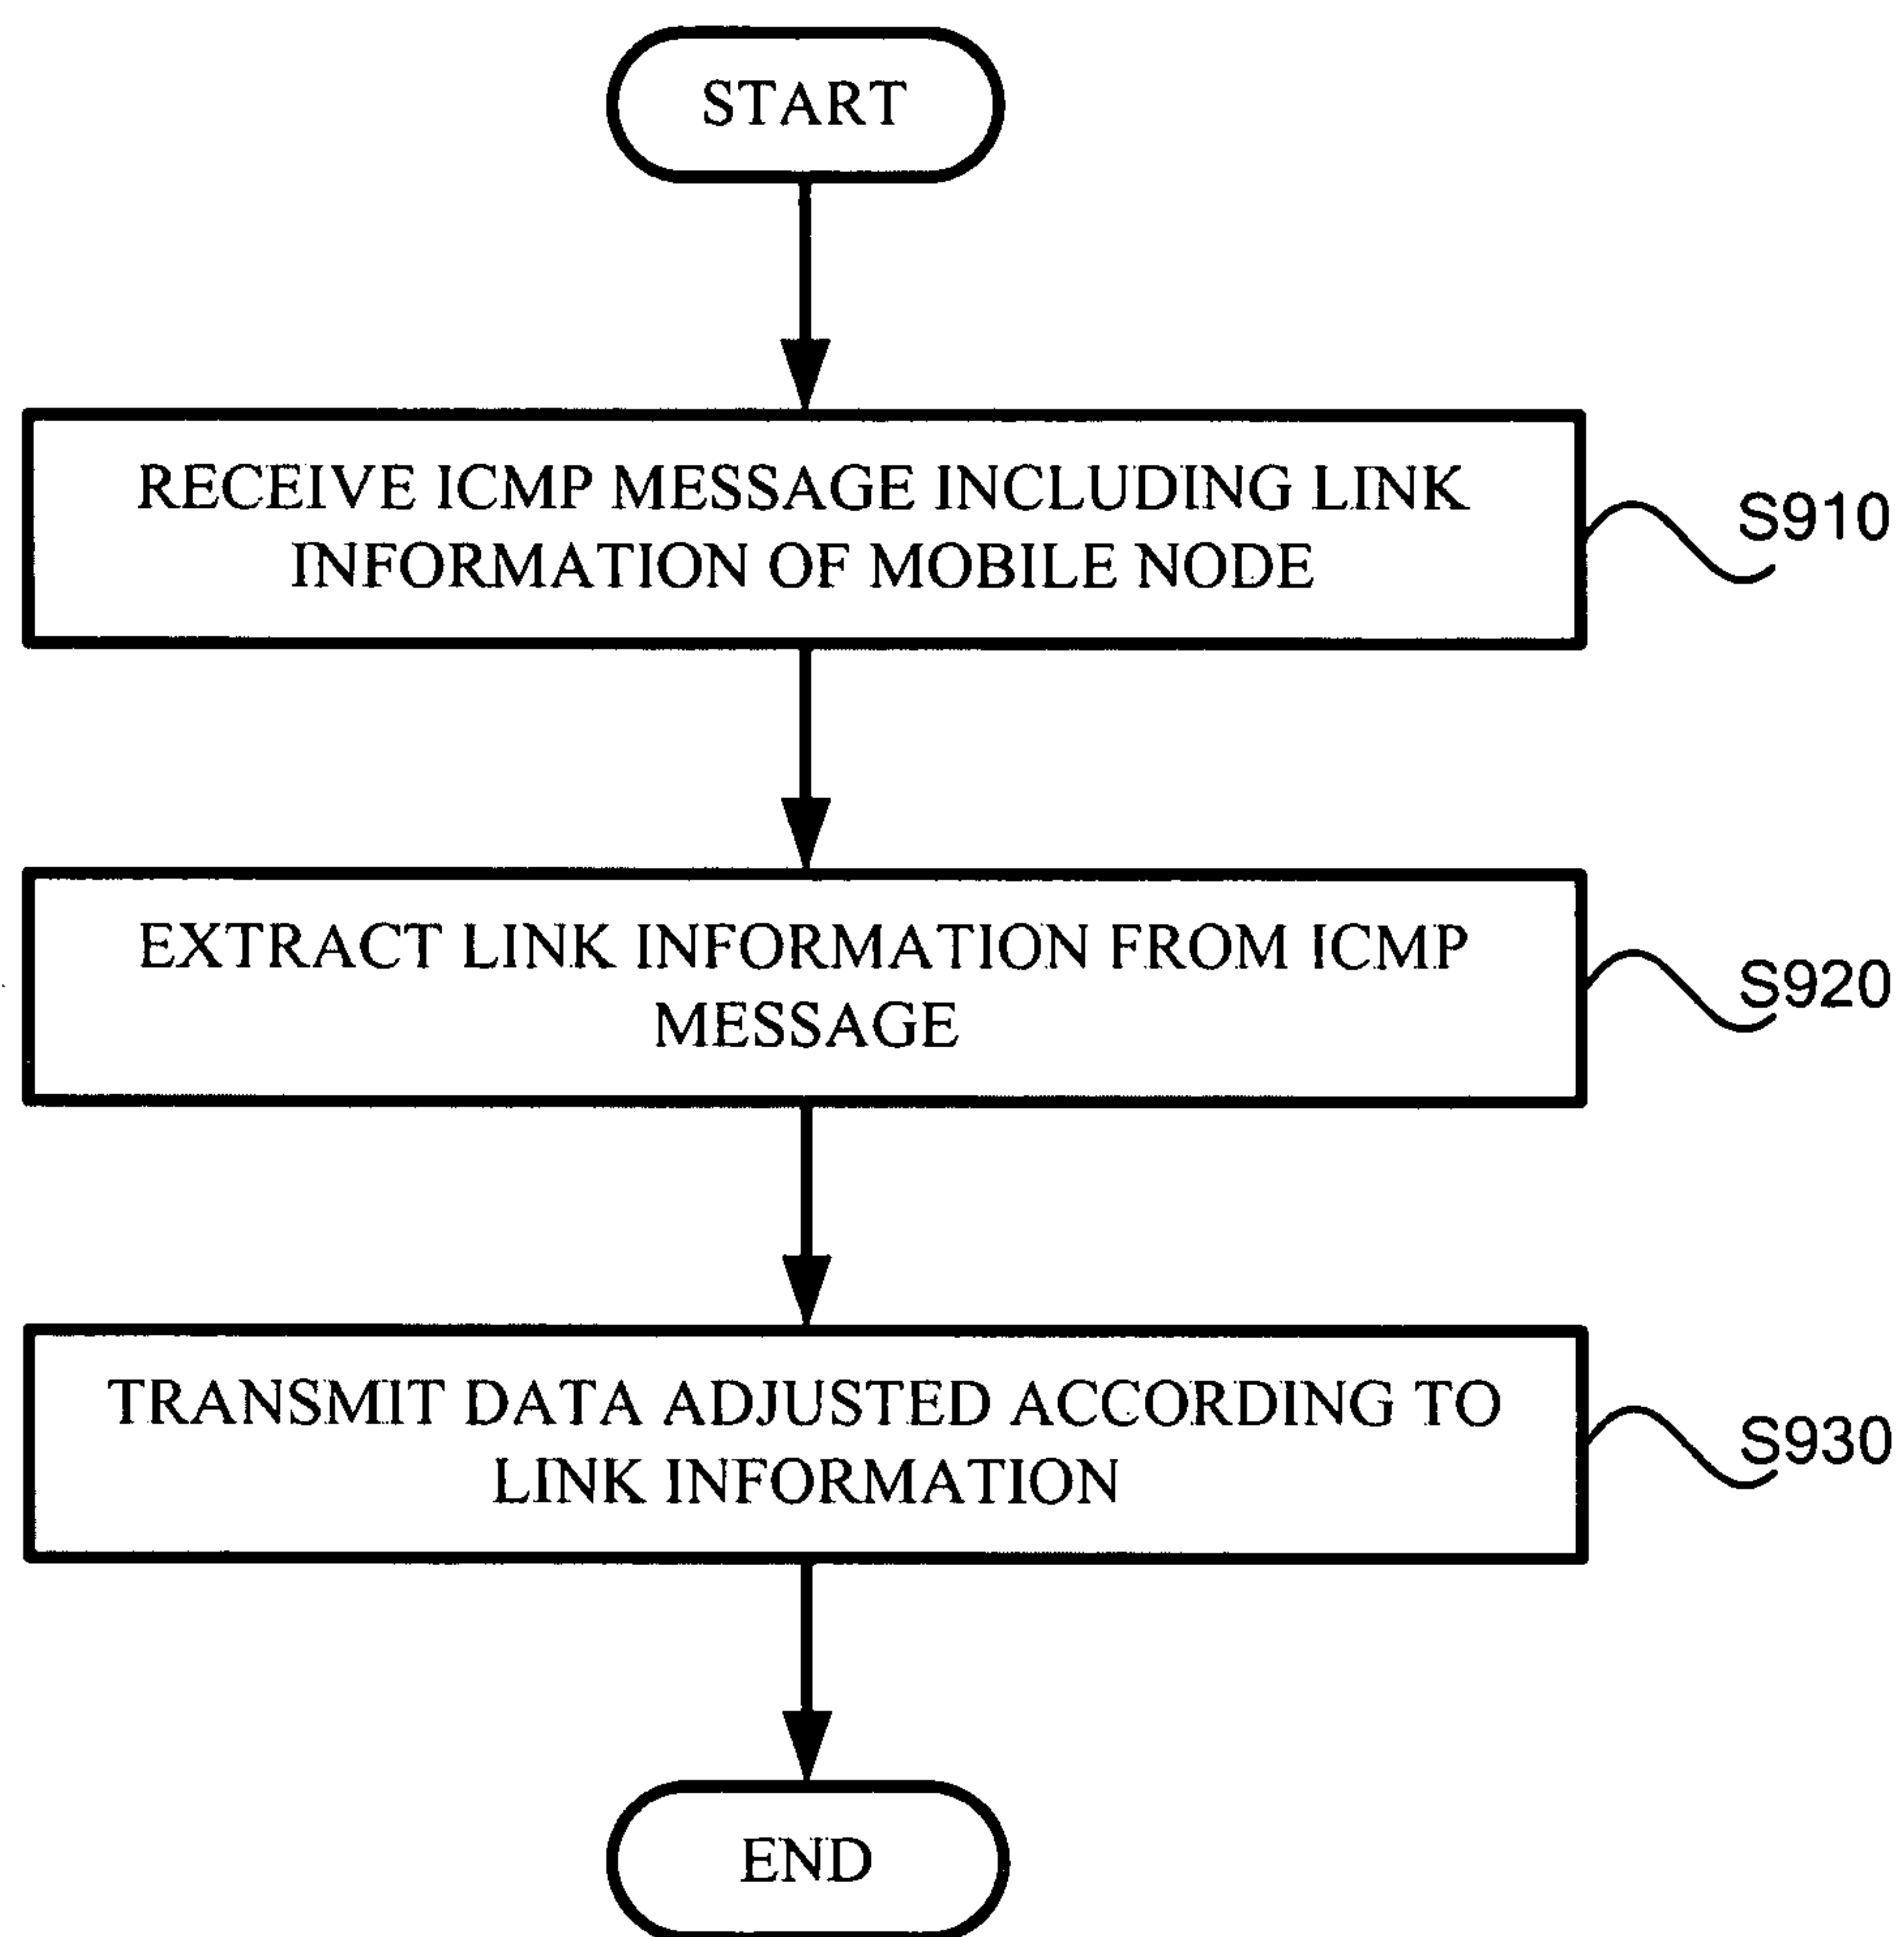 START
RECEIVE ICMP MESSAGE INCLUDING LINK
INFORMATION OF MOBILE NODE
S910
EXTRACT LINK INFORMATION FROM ICMP
MESSAGE
S920
TRANSMIT DATA ADJUSTED ACCORDING TO
LINK INFORMATION
S930
END